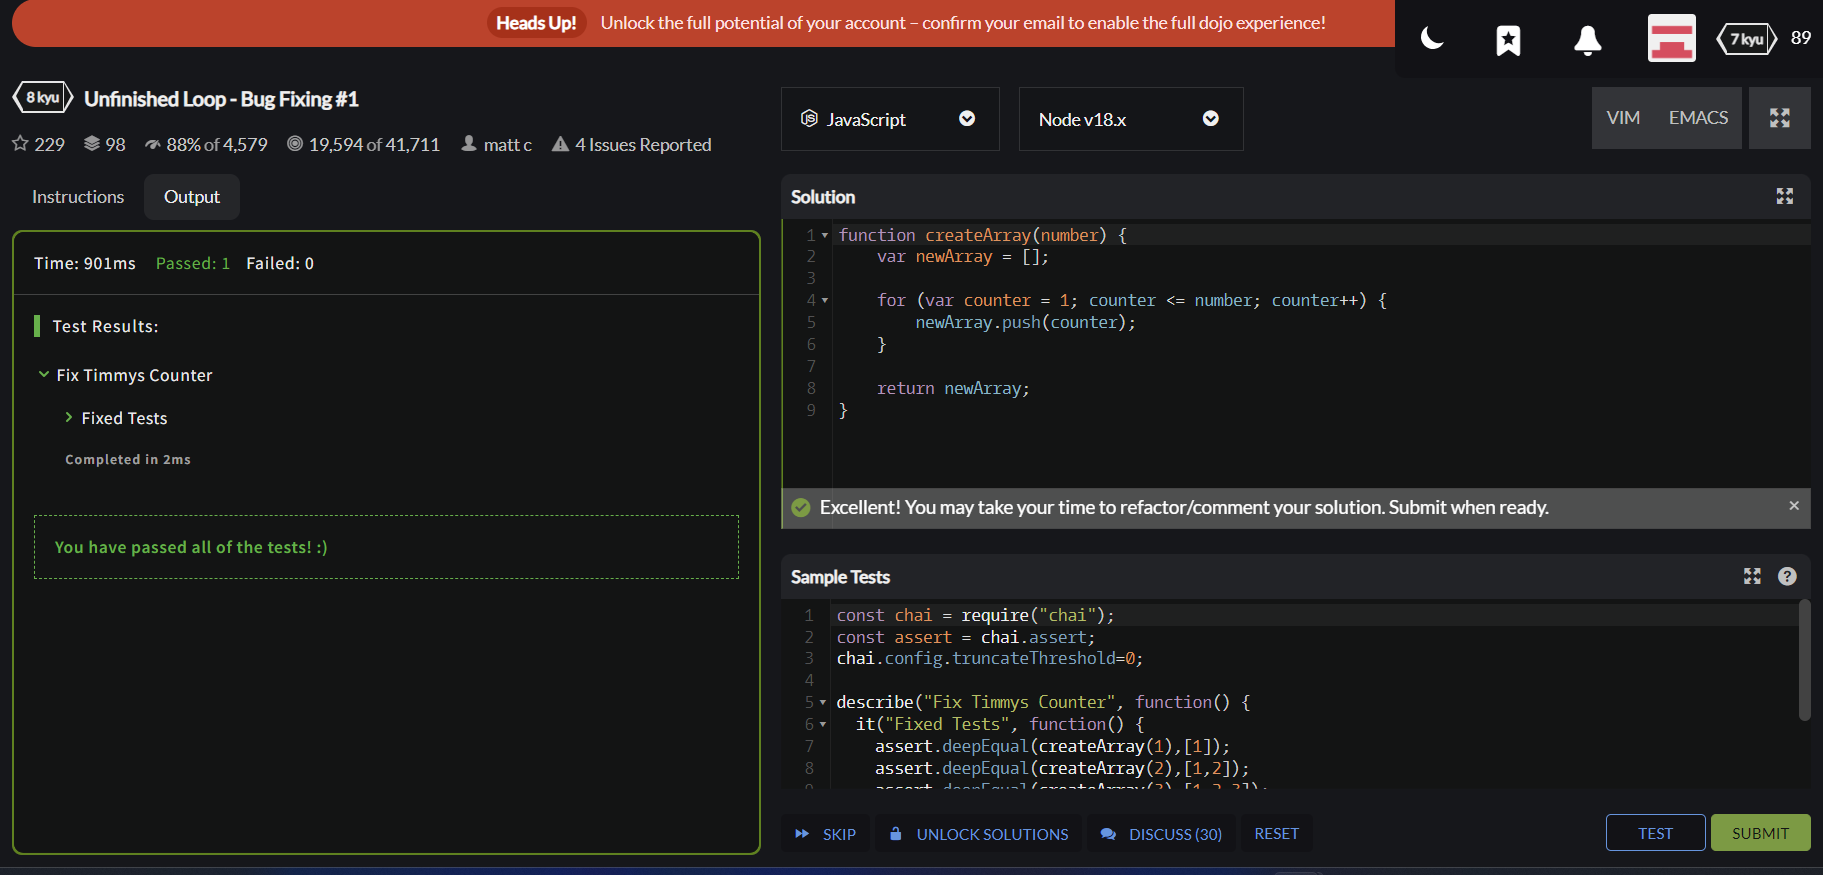 Heads Up! Unlock the full potential of your account – confirm your email to enable the full dojo experience!
7 kyu 89
8 kyu Unfinished Loop - Bug Fixing #1
229 98 88% of 4,579 19,594 of 41,711 matt c 4 Issues Reported
JavaScript
Node v18.x
VIM EMACS
Instructions Output
Time: 901ms Passed: 1 Failed: 0
Test Results:
Fix Timmys Counter
Fixed Tests
Completed in 2ms
You have passed all of the tests! :)
Solution
1 function createArray(number) {
2     var newArray = [];
3
4     for (var counter = 1; counter <= number; counter++) {
5         newArray.push(counter);
6     }
7
8     return newArray;
9 }
Excellent! You may take your time to refactor/comment your solution. Submit when ready.
Sample Tests
1 const chai = require("chai");
2 const assert = chai.assert;
3 chai.config.truncateThreshold=0;
4
5 describe("Fix Timmys Counter", function() {
6   it("Fixed Tests", function() {
7     assert.deepEqual(createArray(1),[1]);
8     assert.deepEqual(createArray(2),[1,2]);
9     assert.deepEqual(createArray(3),[1,2,3]);
SKIP UNLOCK SOLUTIONS DISCUSS (30) RESET TEST SUBMIT